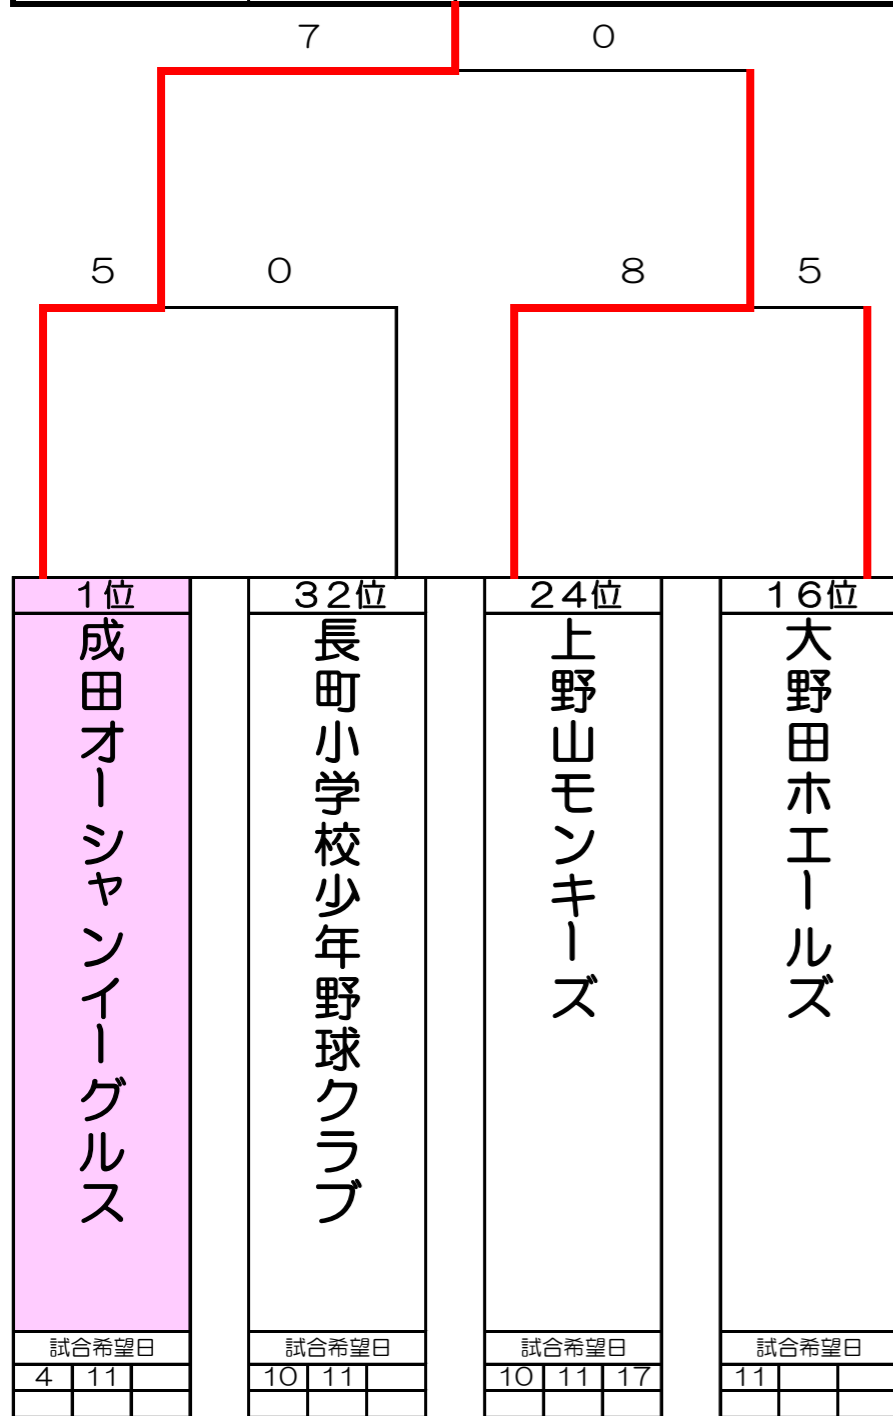 ７　０
５　０　８　５
１位　３２位　２４位　１６位
成田オーシャンイーグルス
長町小学校少年野球クラブ
上野山モンキーズ
大野田ホエールズ
試合希望日　試合希望日　試合希望日　試合希望日
4　11　10　11　10　11　17　11